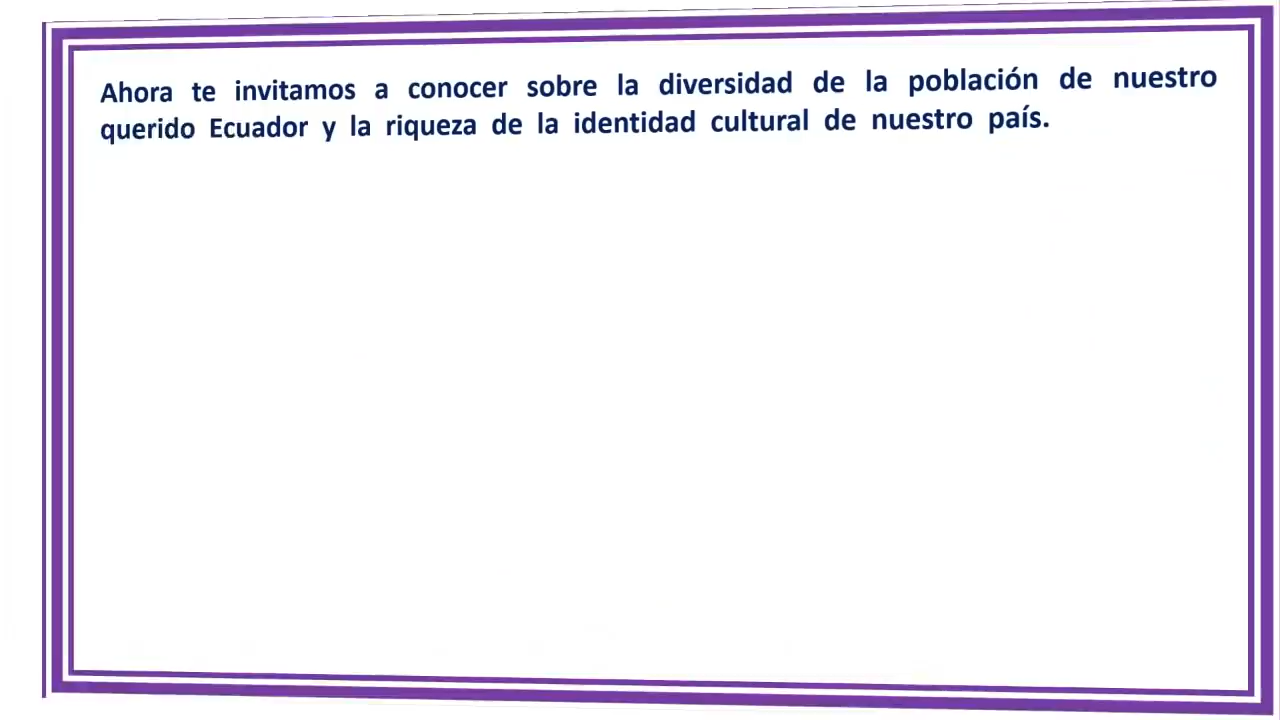 Ahora te invitamos a conocer sobre la diversidad de la población de nuestro
querido Ecuador y la riqueza de la identidad cultural de nuestro país.